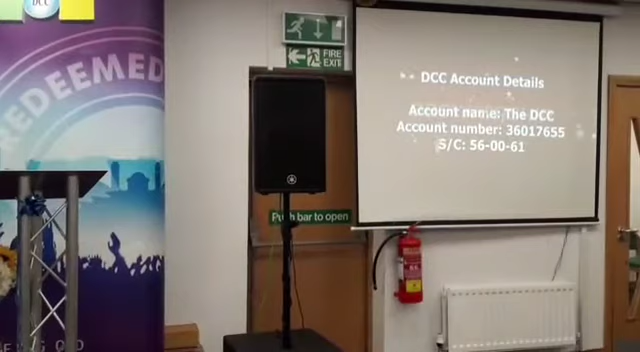 DCC
REDEEMED
FIRE
EXIT
DCC Account Details
Account name: The DCC
Account number: 36017655
S/C: 56-00-61
Push bar to open